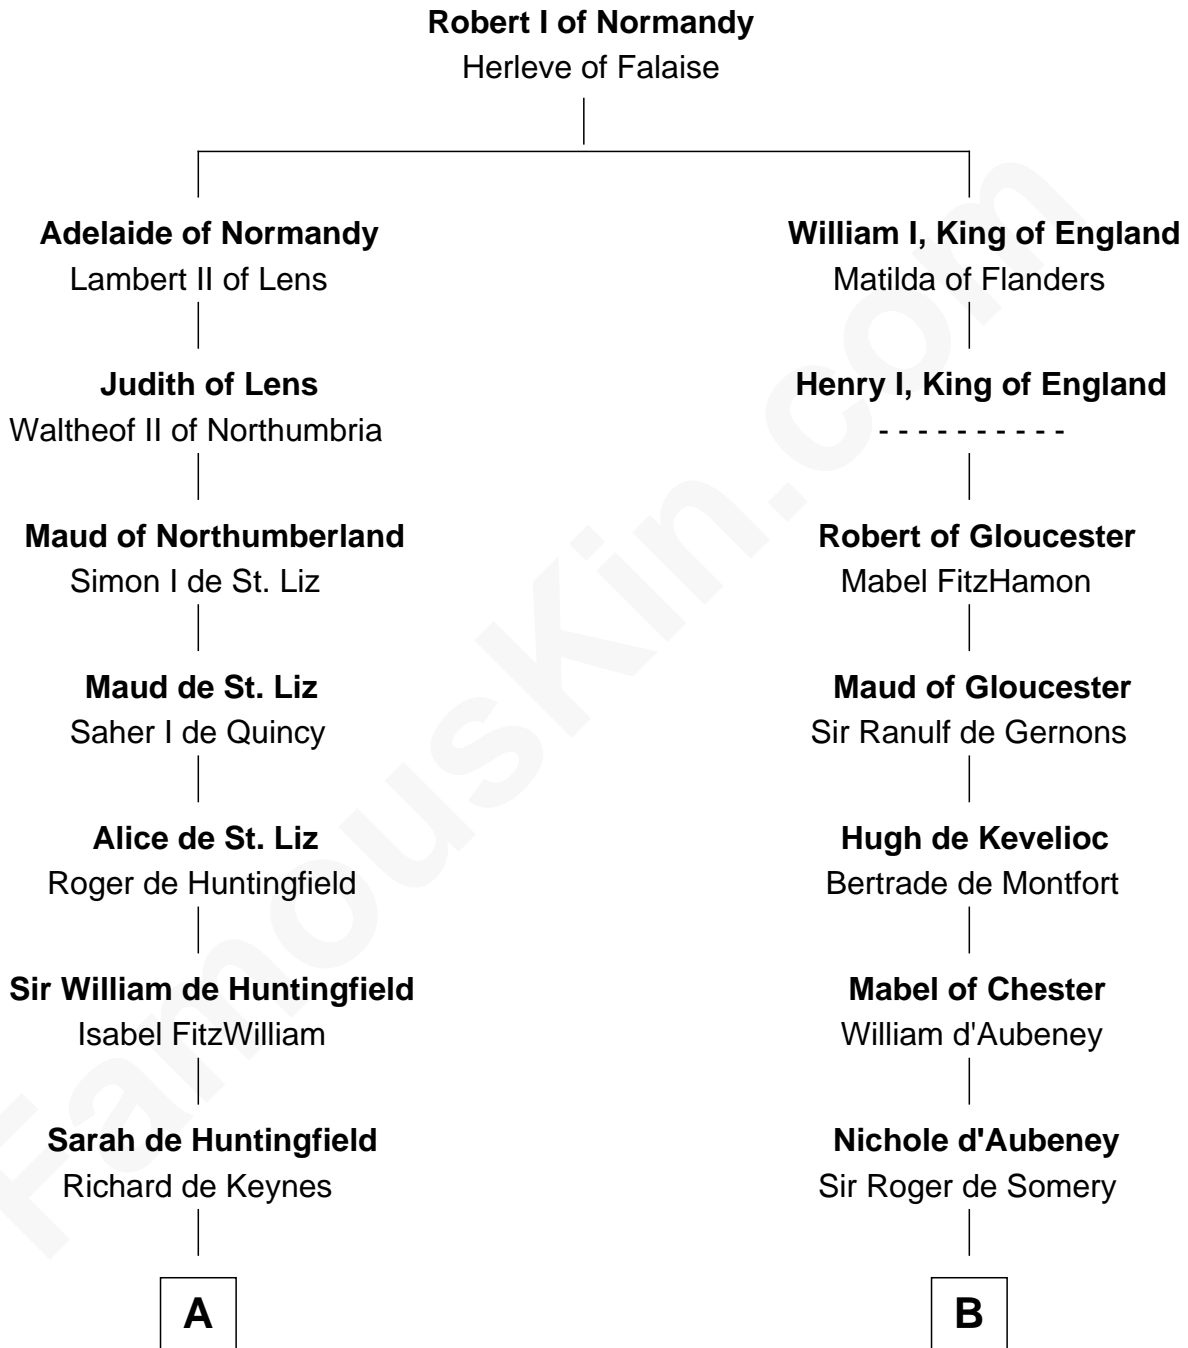 Robert I of Normandy
Herleve of Falaise
Adelaide of Normandy
Lambert II of Lens
William I, King of England
Matilda of Flanders
Judith of Lens
Waltheof II of Northumbria
Henry I, King of England
- - - - - - - - - -
Maud of Northumberland
Simon I de St. Liz
Robert of Gloucester
Mabel FitzHamon
Maud de St. Liz
Saher I de Quincy
Maud of Gloucester
Sir Ranulf de Gernons
Alice de St. Liz
Roger de Huntingfield
Hugh de Kevelioc
Bertrade de Montfort
Sir William de Huntingfield
Isabel FitzWilliam
Mabel of Chester
William d'Aubeney
Sarah de Huntingfield
Richard de Keynes
Nichole d'Aubeney
Sir Roger de Somery
A
B
FamousKin.com